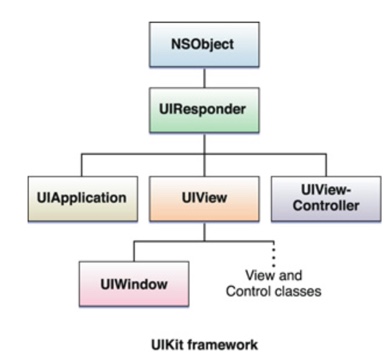 NSObject
UIResponder
UIApplication
UIView
UIView-
Controller
UIWindow
View and
Control classes
UIKit framework